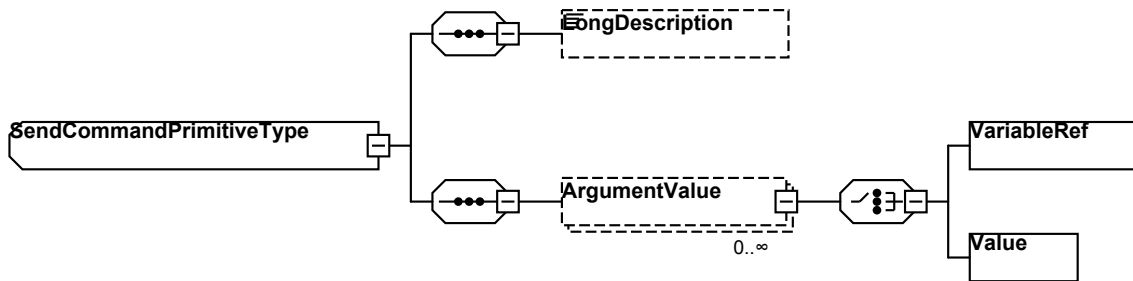 LongDescription
SendCommandPrimitiveType
VariableRef
ArgumentValue
0..∞
Value